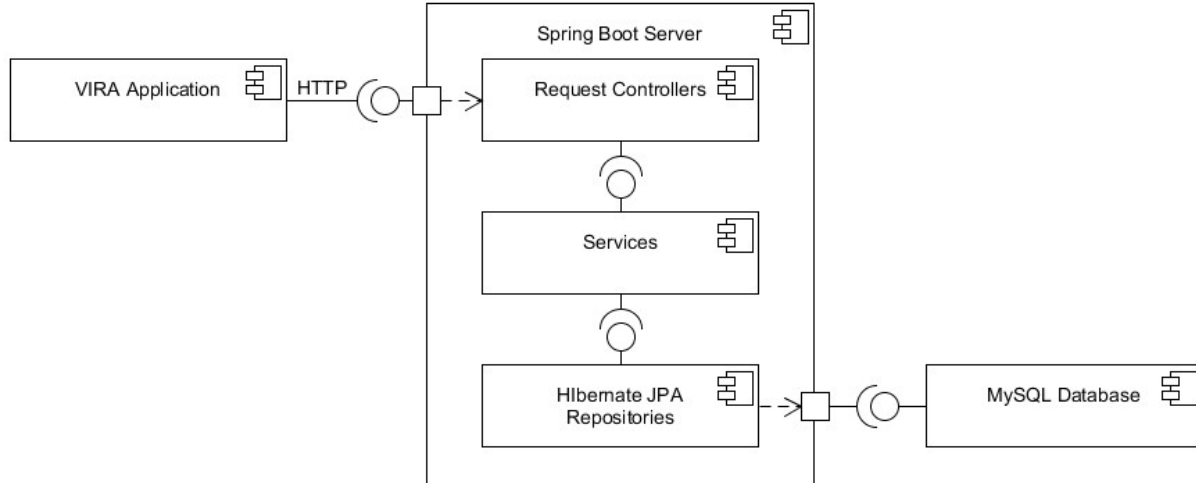 Spring Boot Server
VIRA Application
HTTP
Request Controllers
Services
HIbernate JPA
Repositories
MySQL Database